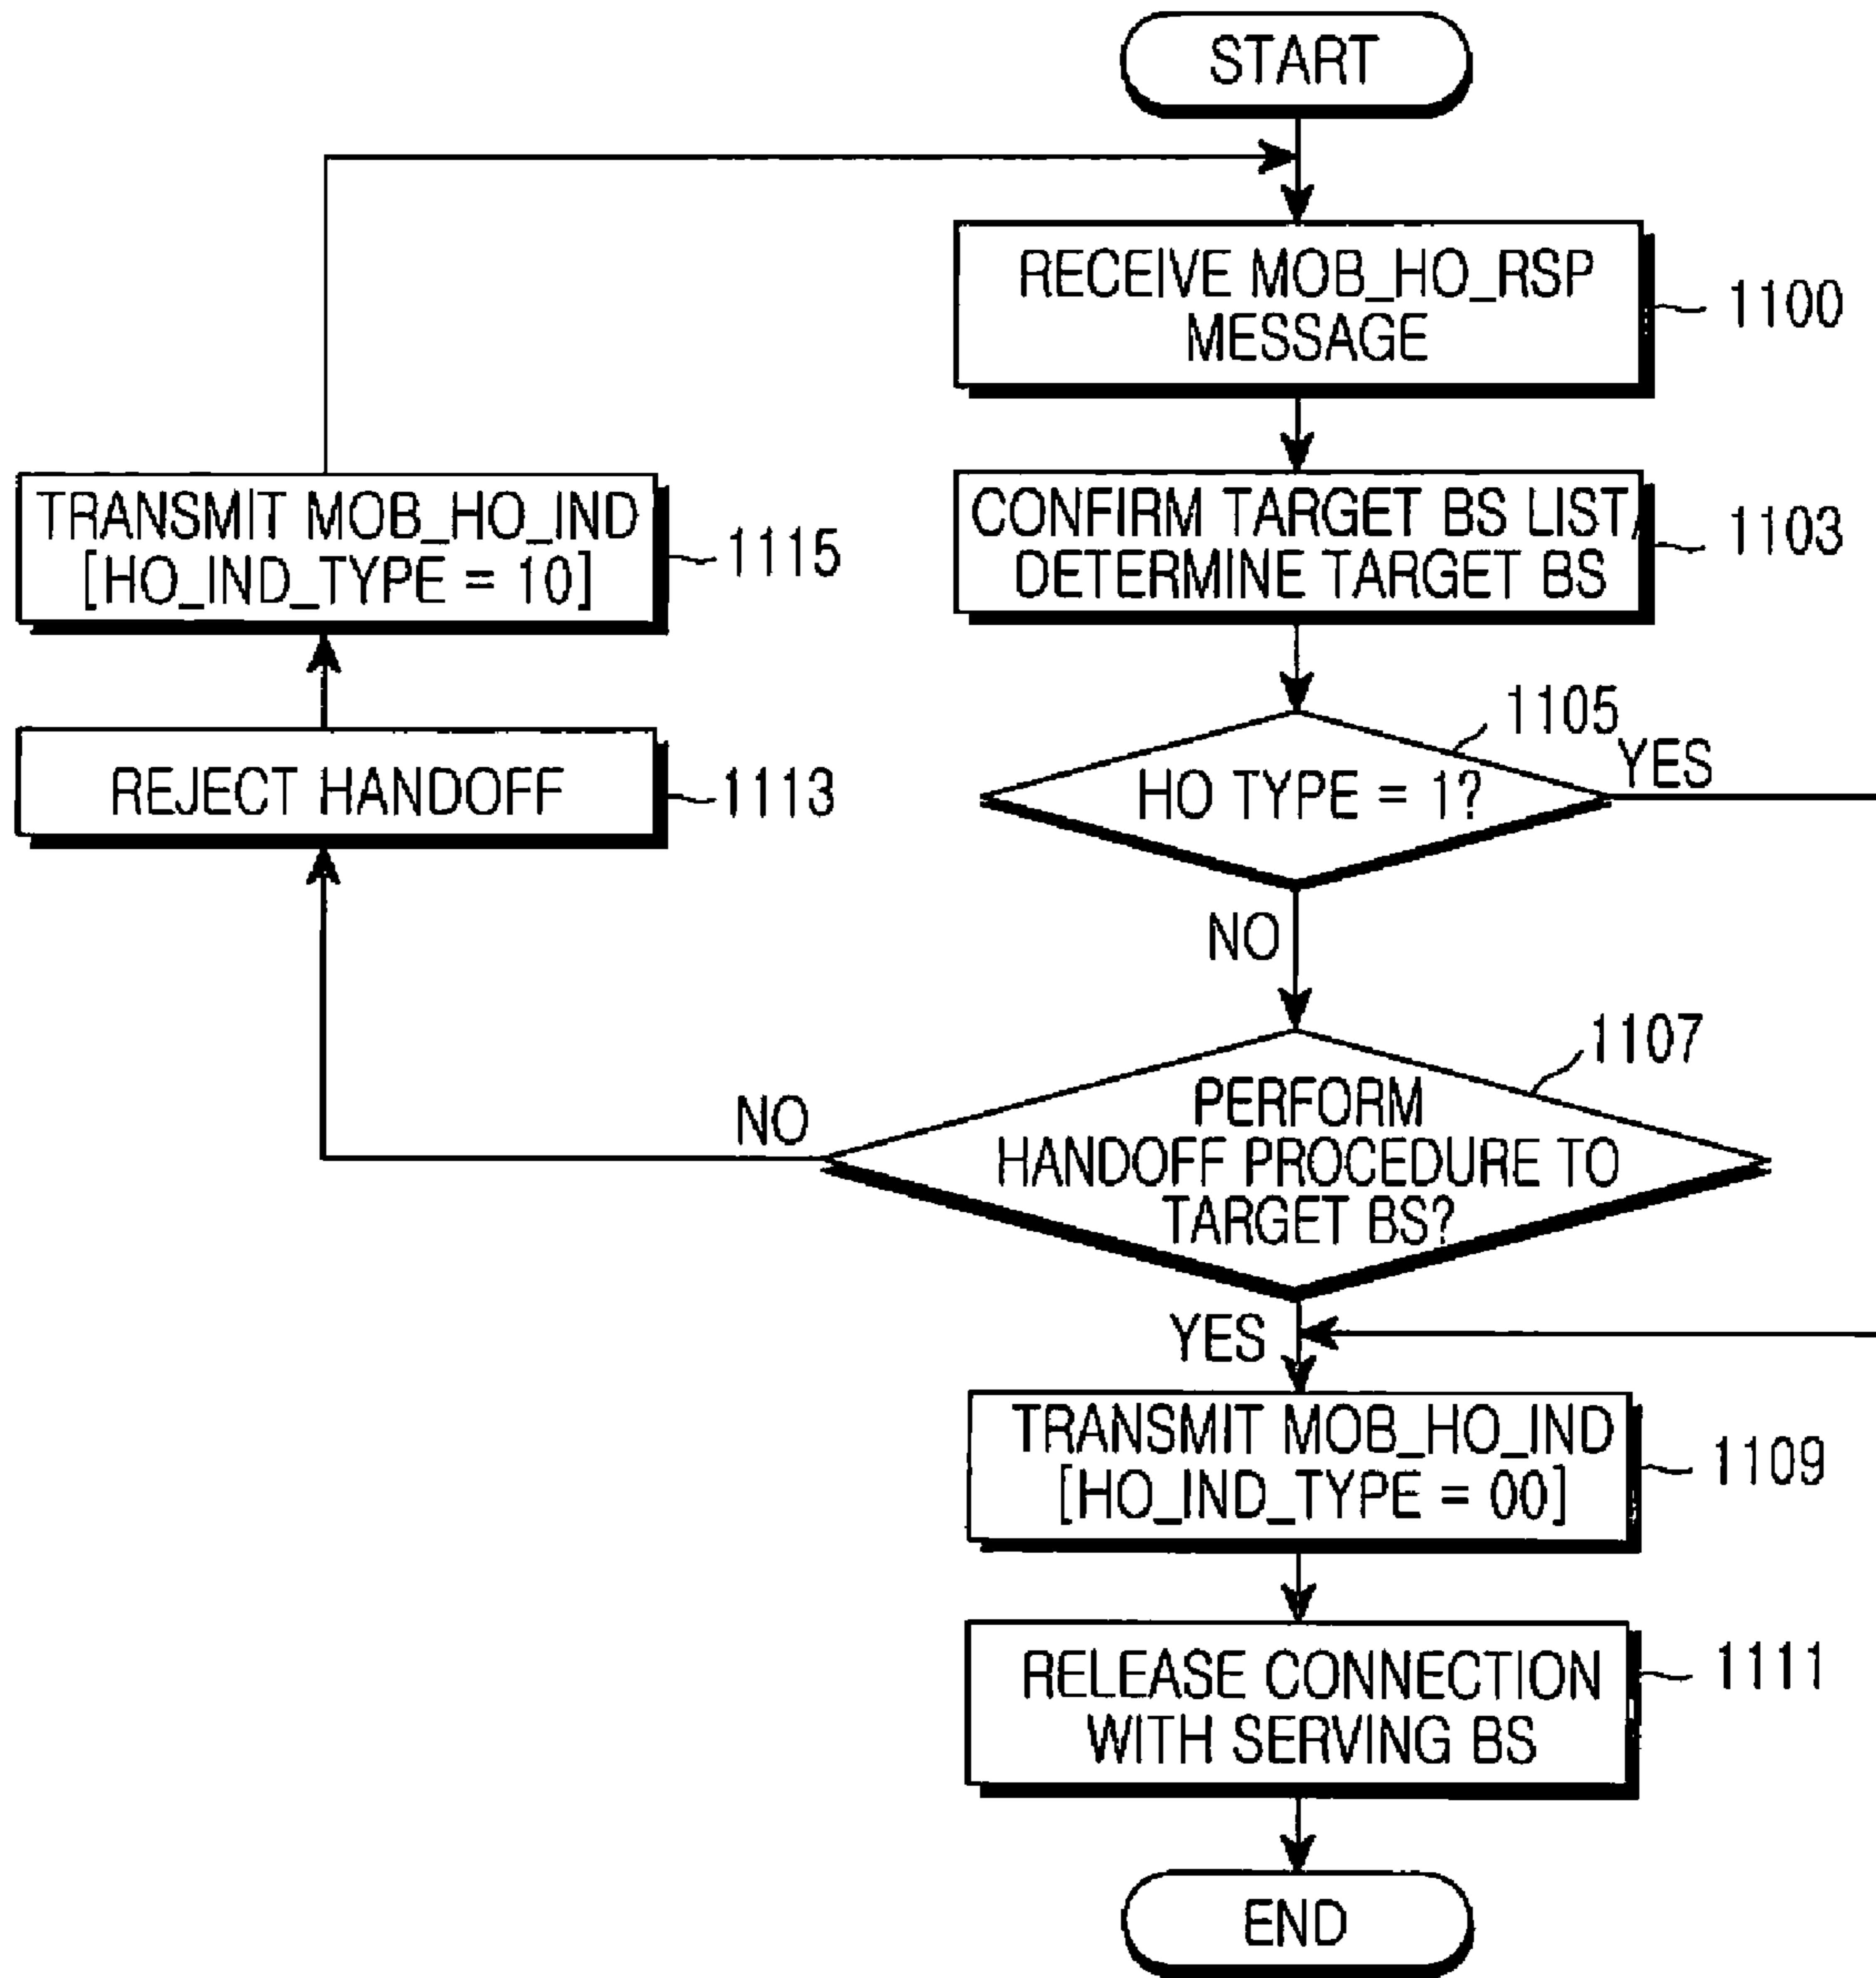 START
RECEIVE MOB_HO_RSP
MESSAGE
1100
CONFIRM TARGET BS LIST/
DETERMINE TARGET BS
1103
TRANSMIT MOB_HO_IND
[HO_IND_TYPE = 10]
1115
REJECT HANDOFF
1113
1105
HO TYPE = 1?
YES
NO
1107
PERFORM
HANDOFF PROCEDURE TO
TARGET BS?
NO
YES
TRANSMIT MOB_HO_IND
[HO_IND_TYPE = 00]
1109
RELEASE CONNECTION
WITH SERVING BS
1111
END